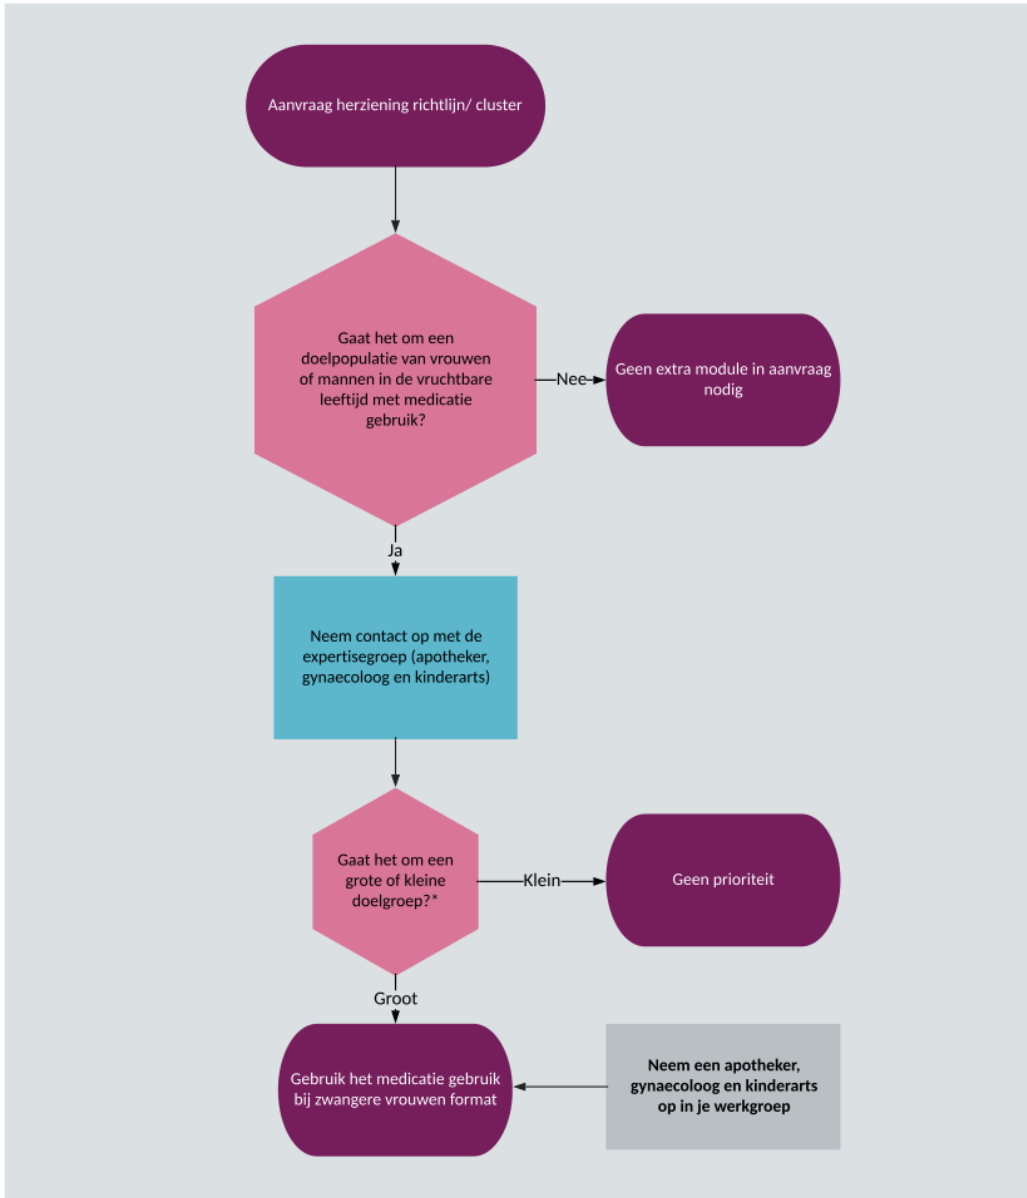 Aanvraag herziening richtlijn/ cluster
Gaat het om een
doelpopulatie van vrouwen
of mannen in de vruchtbare
leeftijd met medicatie
gebruik?
Nee
Geen extra module in aanvraag
nodig
Ja
Neem contact op met de
expertisegroep (apotheker,
gynaecoloog en kinderarts)
Gaat het om een
grote of kleine
doelgroep?*
Klein
Geen prioriteit
Groot
Gebruik het medicatie gebruik
bij zwangere vrouwen format
Neem een apotheker,
gynaecoloog en kinderarts
op in je werkgroep